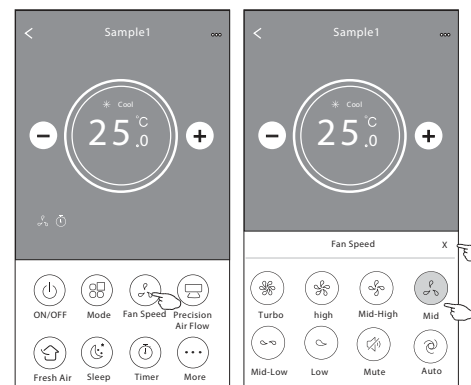 Sample1
Cool
25.0°C
ON/OFF
Mode
Fan Speed
Precision
Air Flow
Fresh Air
Sleep
Timer
More
Sample1
Cool
25.0°C
Fan Speed X
Turbo
high
Mid-High
Mid
Mid-Low
Low
Mute
Auto